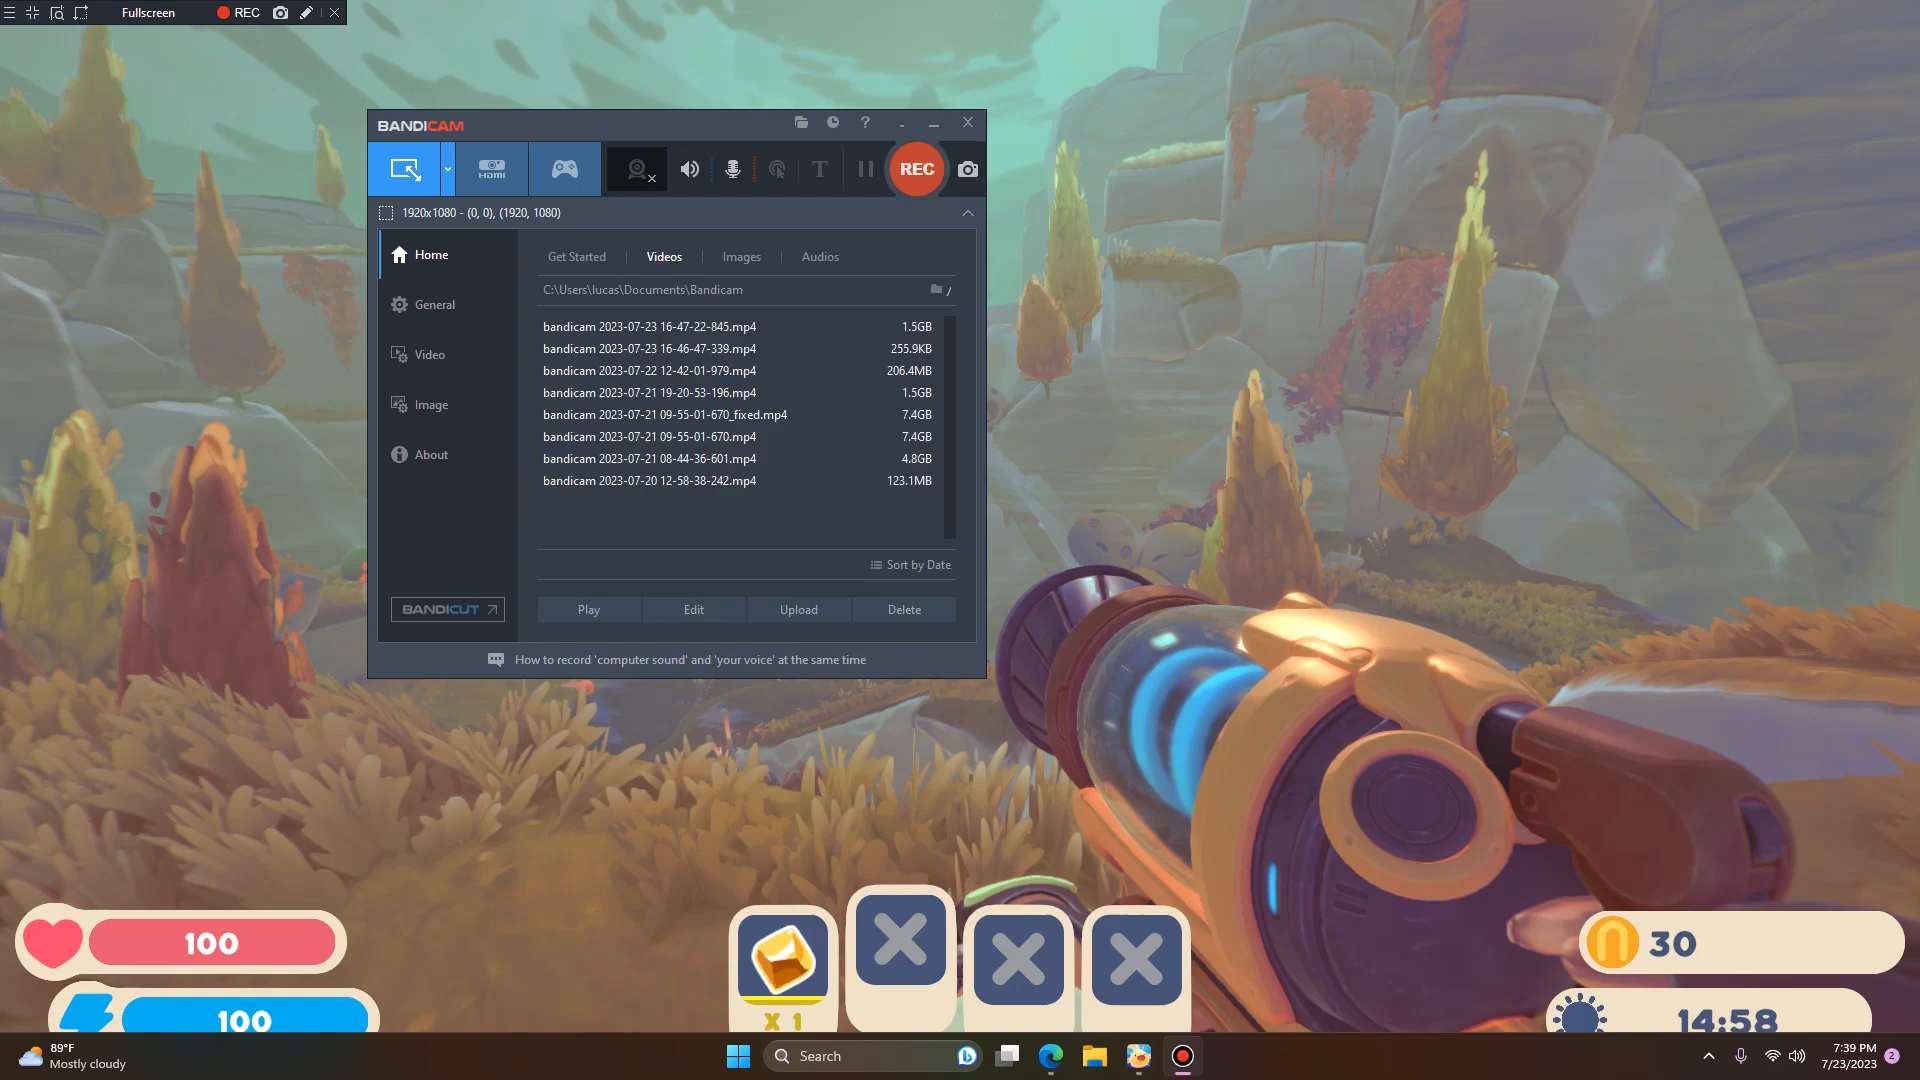 Fullscreen
REC
BANDICAM
HDMI
T
REC
1920x1080 - (0, 0), (1920, 1080)
Home
General
Video
Image
About
BANDICUT
Get Started
Videos
Images
Audios
C:\Users\lucas\Documents\Bandicam
bandicam 2023-07-23 16-47-22-845.mp4 1.5GB
bandicam 2023-07-23 16-46-47-339.mp4 255.9KB
bandicam 2023-07-22 12-42-01-979.mp4 206.4MB
bandicam 2023-07-21 19-20-53-196.mp4 1.5GB
bandicam 2023-07-21 09-55-01-670_fixed.mp4 7.4GB
bandicam 2023-07-21 09-55-01-670.mp4 7.4GB
bandicam 2023-07-21 08-44-36-601.mp4 4.8GB
bandicam 2023-07-20 12-58-38-242.mp4 123.1MB
Sort by Date
Play
Edit
Upload
Delete
How to record 'computer sound' and 'your voice' at the same time
100
100
X 1
30
14:58
89°F
Mostly cloudy
Search
7:39 PM
7/23/2023
2